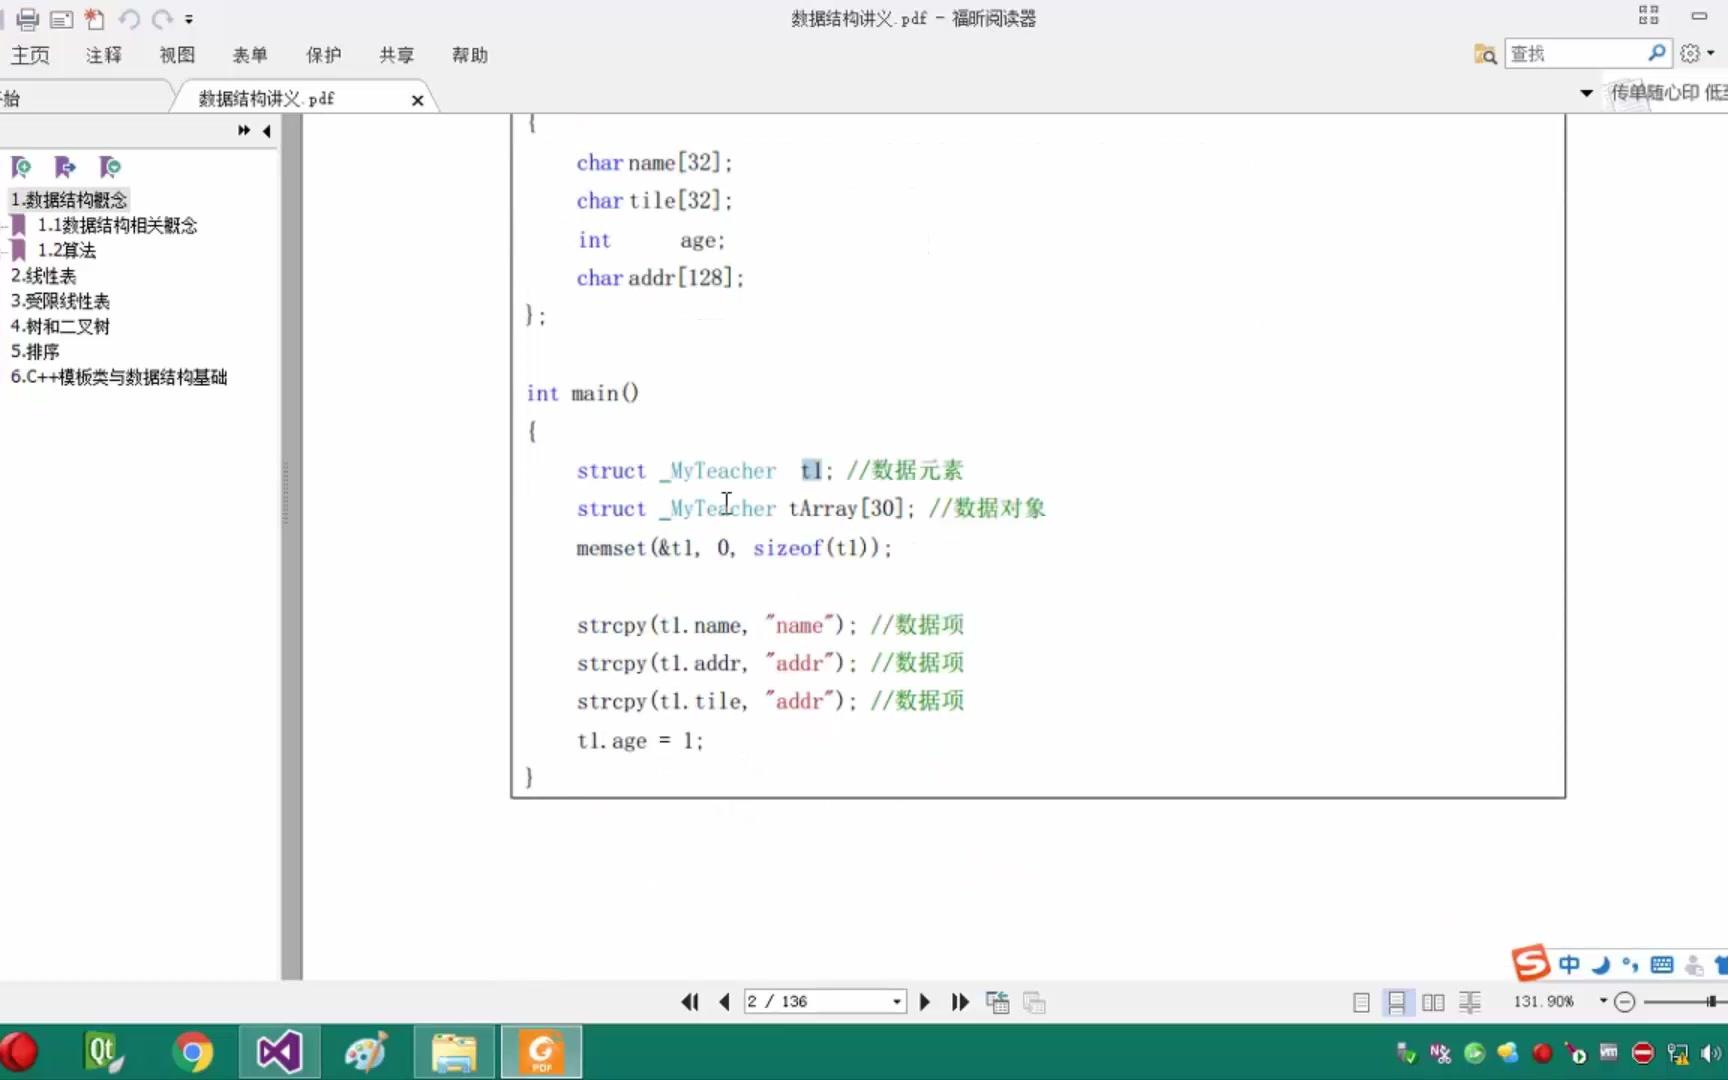 数据结构讲义.pdf - 福昕阅读器
主页 注释 视图 表单 保护 共享 帮助
查找
始
数据结构讲义.pdf
传单随心印 低至
1.数据结构概念
1.1数据结构相关概念
1.2算法
2.线性表
3.受限线性表
4.树和二叉树
5.排序
6.C++模板类与数据结构基础
{
char name[32];
char tile[32];
int age;
char addr[128];
};
int main()
{
struct _MyTeacher t1; //数据元素
struct _MyTeacher tArray[30]; //数据对象
memset(&t1, 0, sizeof(t1));
strcpy(t1.name, "name"); //数据项
strcpy(t1.addr, "addr"); //数据项
strcpy(t1.tile, "addr"); //数据项
t1.age = 1;
}
中
2 / 136
131.90%
Qt
PDF